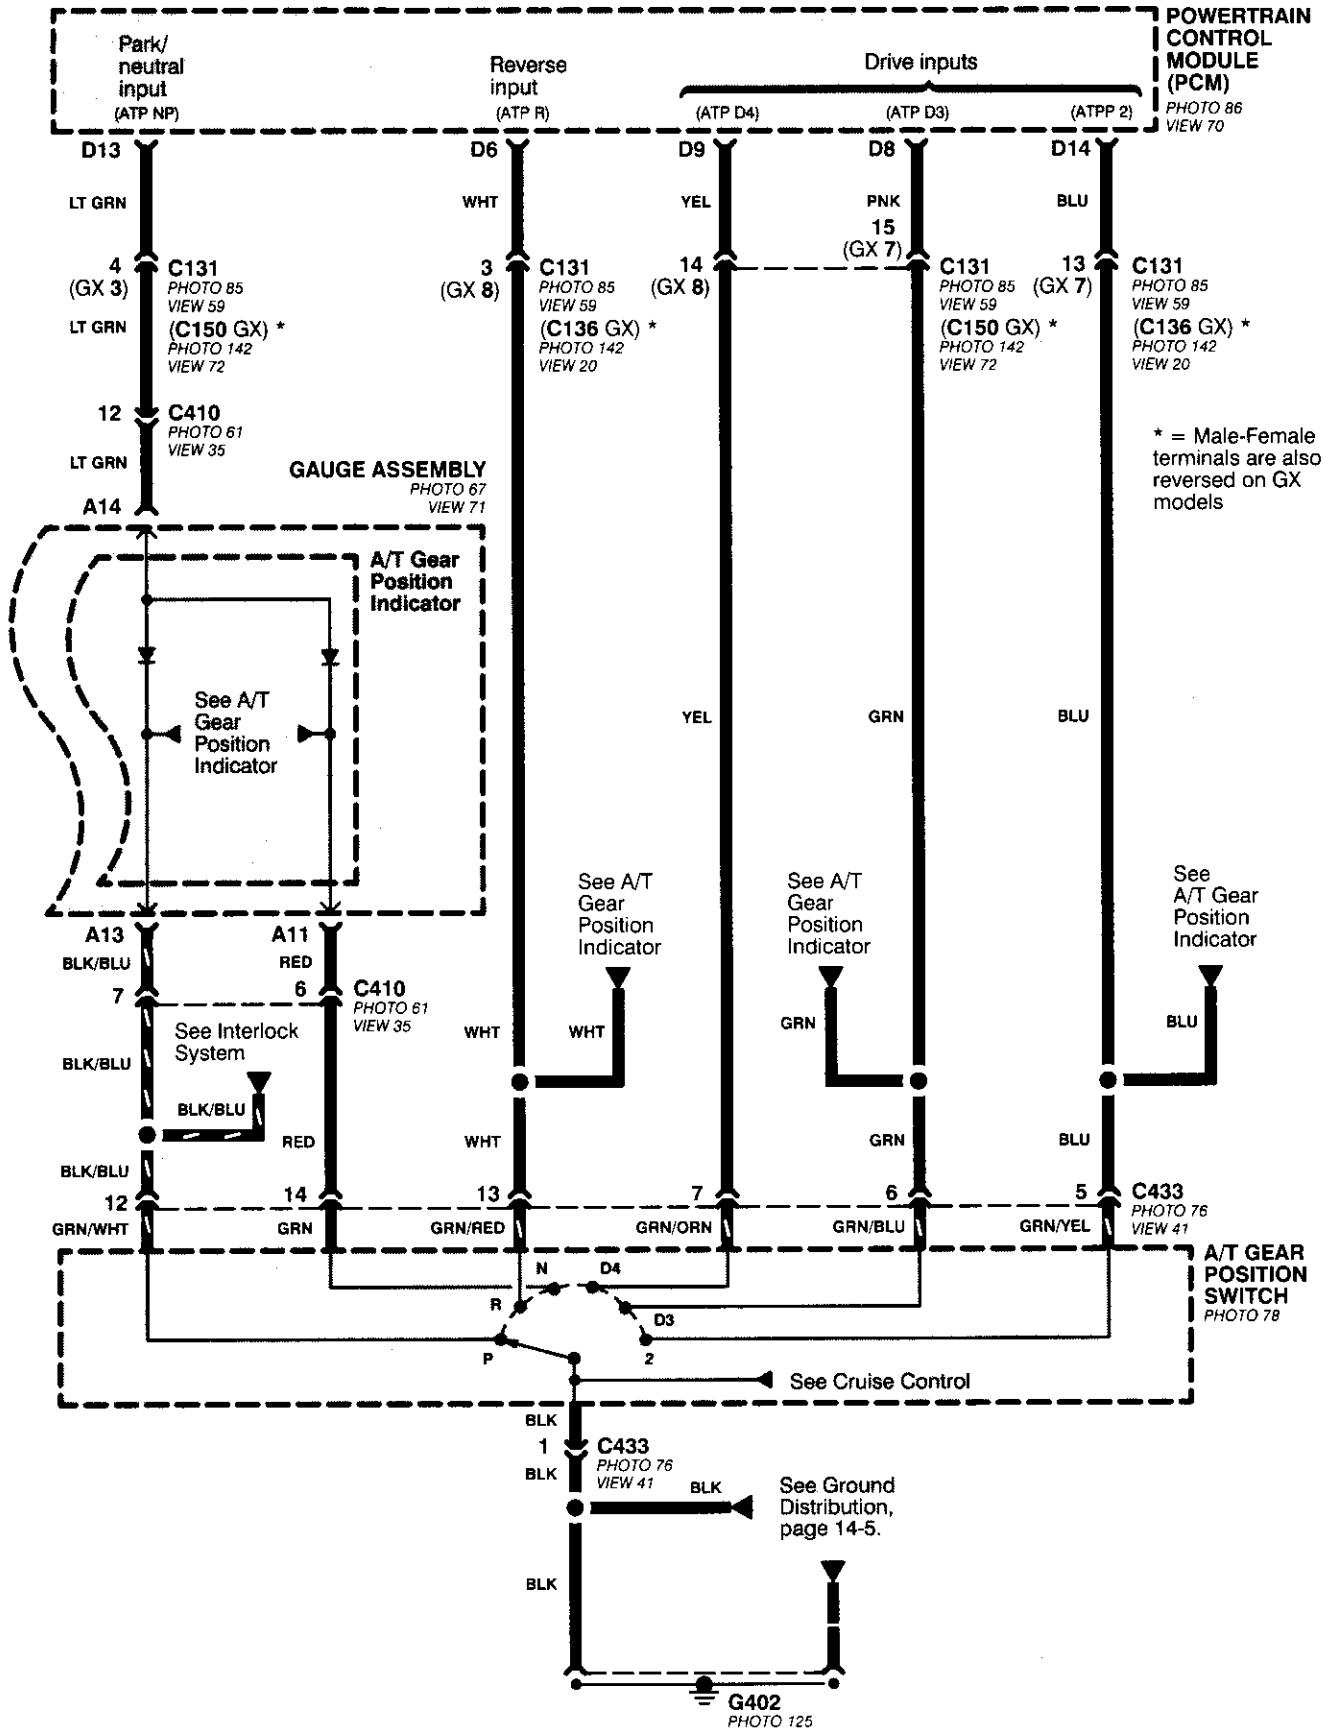 POWERTRAIN
CONTROL
MODULE
(PCM)
PHOTO 86
VIEW 70
Park/
neutral
input
(ATP NP)
Reverse
input
(ATP R)
Drive inputs
(ATP D4)
(ATP D3)
(ATPP 2)
D13
D6
D9
D8
D14
LT GRN
WHT
YEL
PNK
BLU
4
(GX 3)
C131
PHOTO 85
VIEW 59
(C150 GX) *
PHOTO 142
VIEW 72
3
(GX 8)
C131
PHOTO 85
VIEW 59
(C136 GX) *
PHOTO 142
VIEW 20
14
(GX 8)
15
(GX 7)
C131
PHOTO 85
VIEW 59
(C150 GX) *
PHOTO 142
VIEW 72
13
(GX 7)
C131
PHOTO 85
VIEW 59
(C136 GX) *
PHOTO 142
VIEW 20
LT GRN
12
C410
PHOTO 61
VIEW 35
LT GRN
A14
* = Male-Female
terminals are also
reversed on GX
models
GAUGE ASSEMBLY
PHOTO 67
VIEW 71
A/T Gear
Position
Indicator
See A/T
Gear
Position
Indicator
YEL
GRN
BLU
See A/T
Gear
Position
Indicator
See A/T
Gear
Position
Indicator
See
A/T Gear
Position
Indicator
A13
A11
BLK/BLU
RED
7
6
C410
PHOTO 61
VIEW 35
See Interlock
System
BLK/BLU
BLK/BLU
WHT
WHT
GRN
BLU
RED
WHT
GRN
BLU
BLK/BLU
12
14
13
7
6
5
C433
PHOTO 76
VIEW 41
GRN/WHT
GRN
GRN/RED
GRN/ORN
GRN/BLU
GRN/YEL
A/T GEAR
POSITION
SWITCH
PHOTO 78
N
D4
R
D3
P
2
See Cruise Control
BLK
1
C433
PHOTO 76
VIEW 41
BLK
BLK
See Ground
Distribution,
page 14-5.
BLK
G402
PHOTO 125